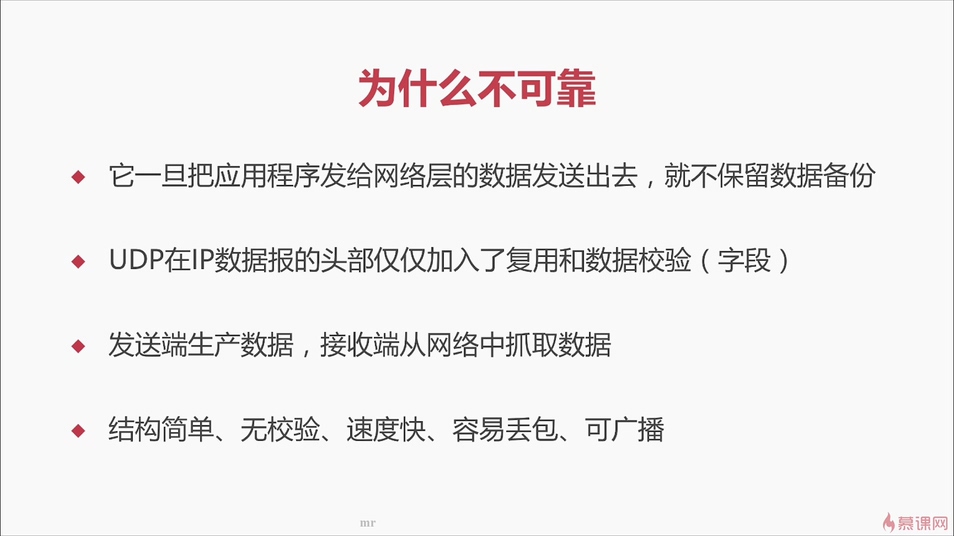 为什么不可靠
它一旦把应用程序发给网络层的数据发送出去，就不保留数据备份
UDP在IP数据报的头部仅仅加入了复用和数据校验（字段）
发送端生产数据，接收端从网络中抓取数据
结构简单、无校验、速度快、容易丢包、可广播
mr
慕课网